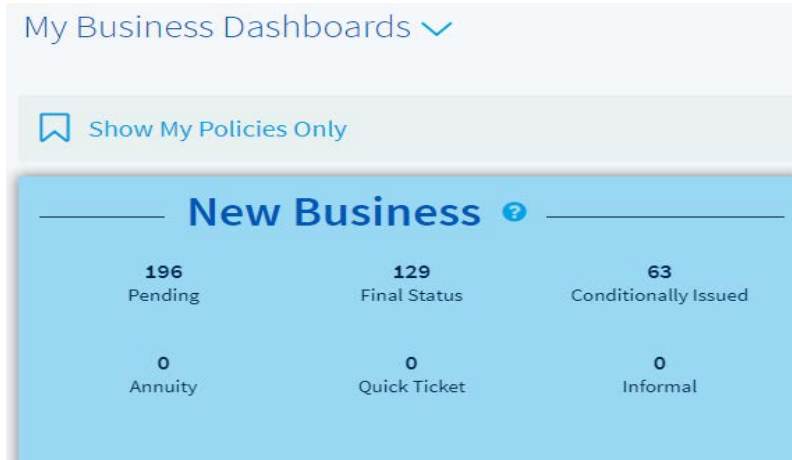 My Business Dashboards
Show My Policies Only
New Business ?
196 129 63
Pending Final Status Conditionally Issued
0 0 0
Annuity Quick Ticket Informal